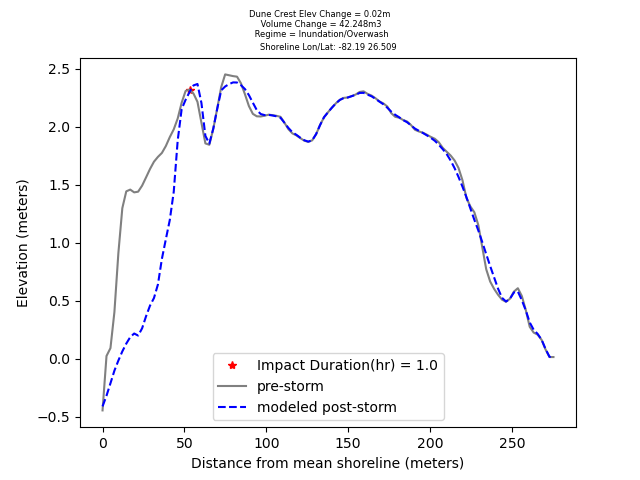 Dune Crest Elev Change = 0.02m
Volume Change = 42.248m3
Regime = Inundation/Overwash
Shoreline Lon/Lat: -82.19 26.509
2.5
2.0
1.5
1.0
0.5
0.0
−0.5
Elevation (meters)
Impact Duration(hr) = 1.0
pre-storm
modeled post-storm
0 50 100 150 200 250
Distance from mean shoreline (meters)